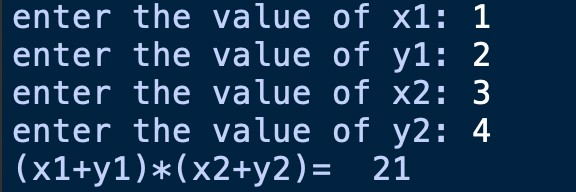 enter the value of x1: 1
enter the value of y1: 2
enter the value of x2: 3
enter the value of y2: 4
(x1+y1)*(x2+y2)=  21